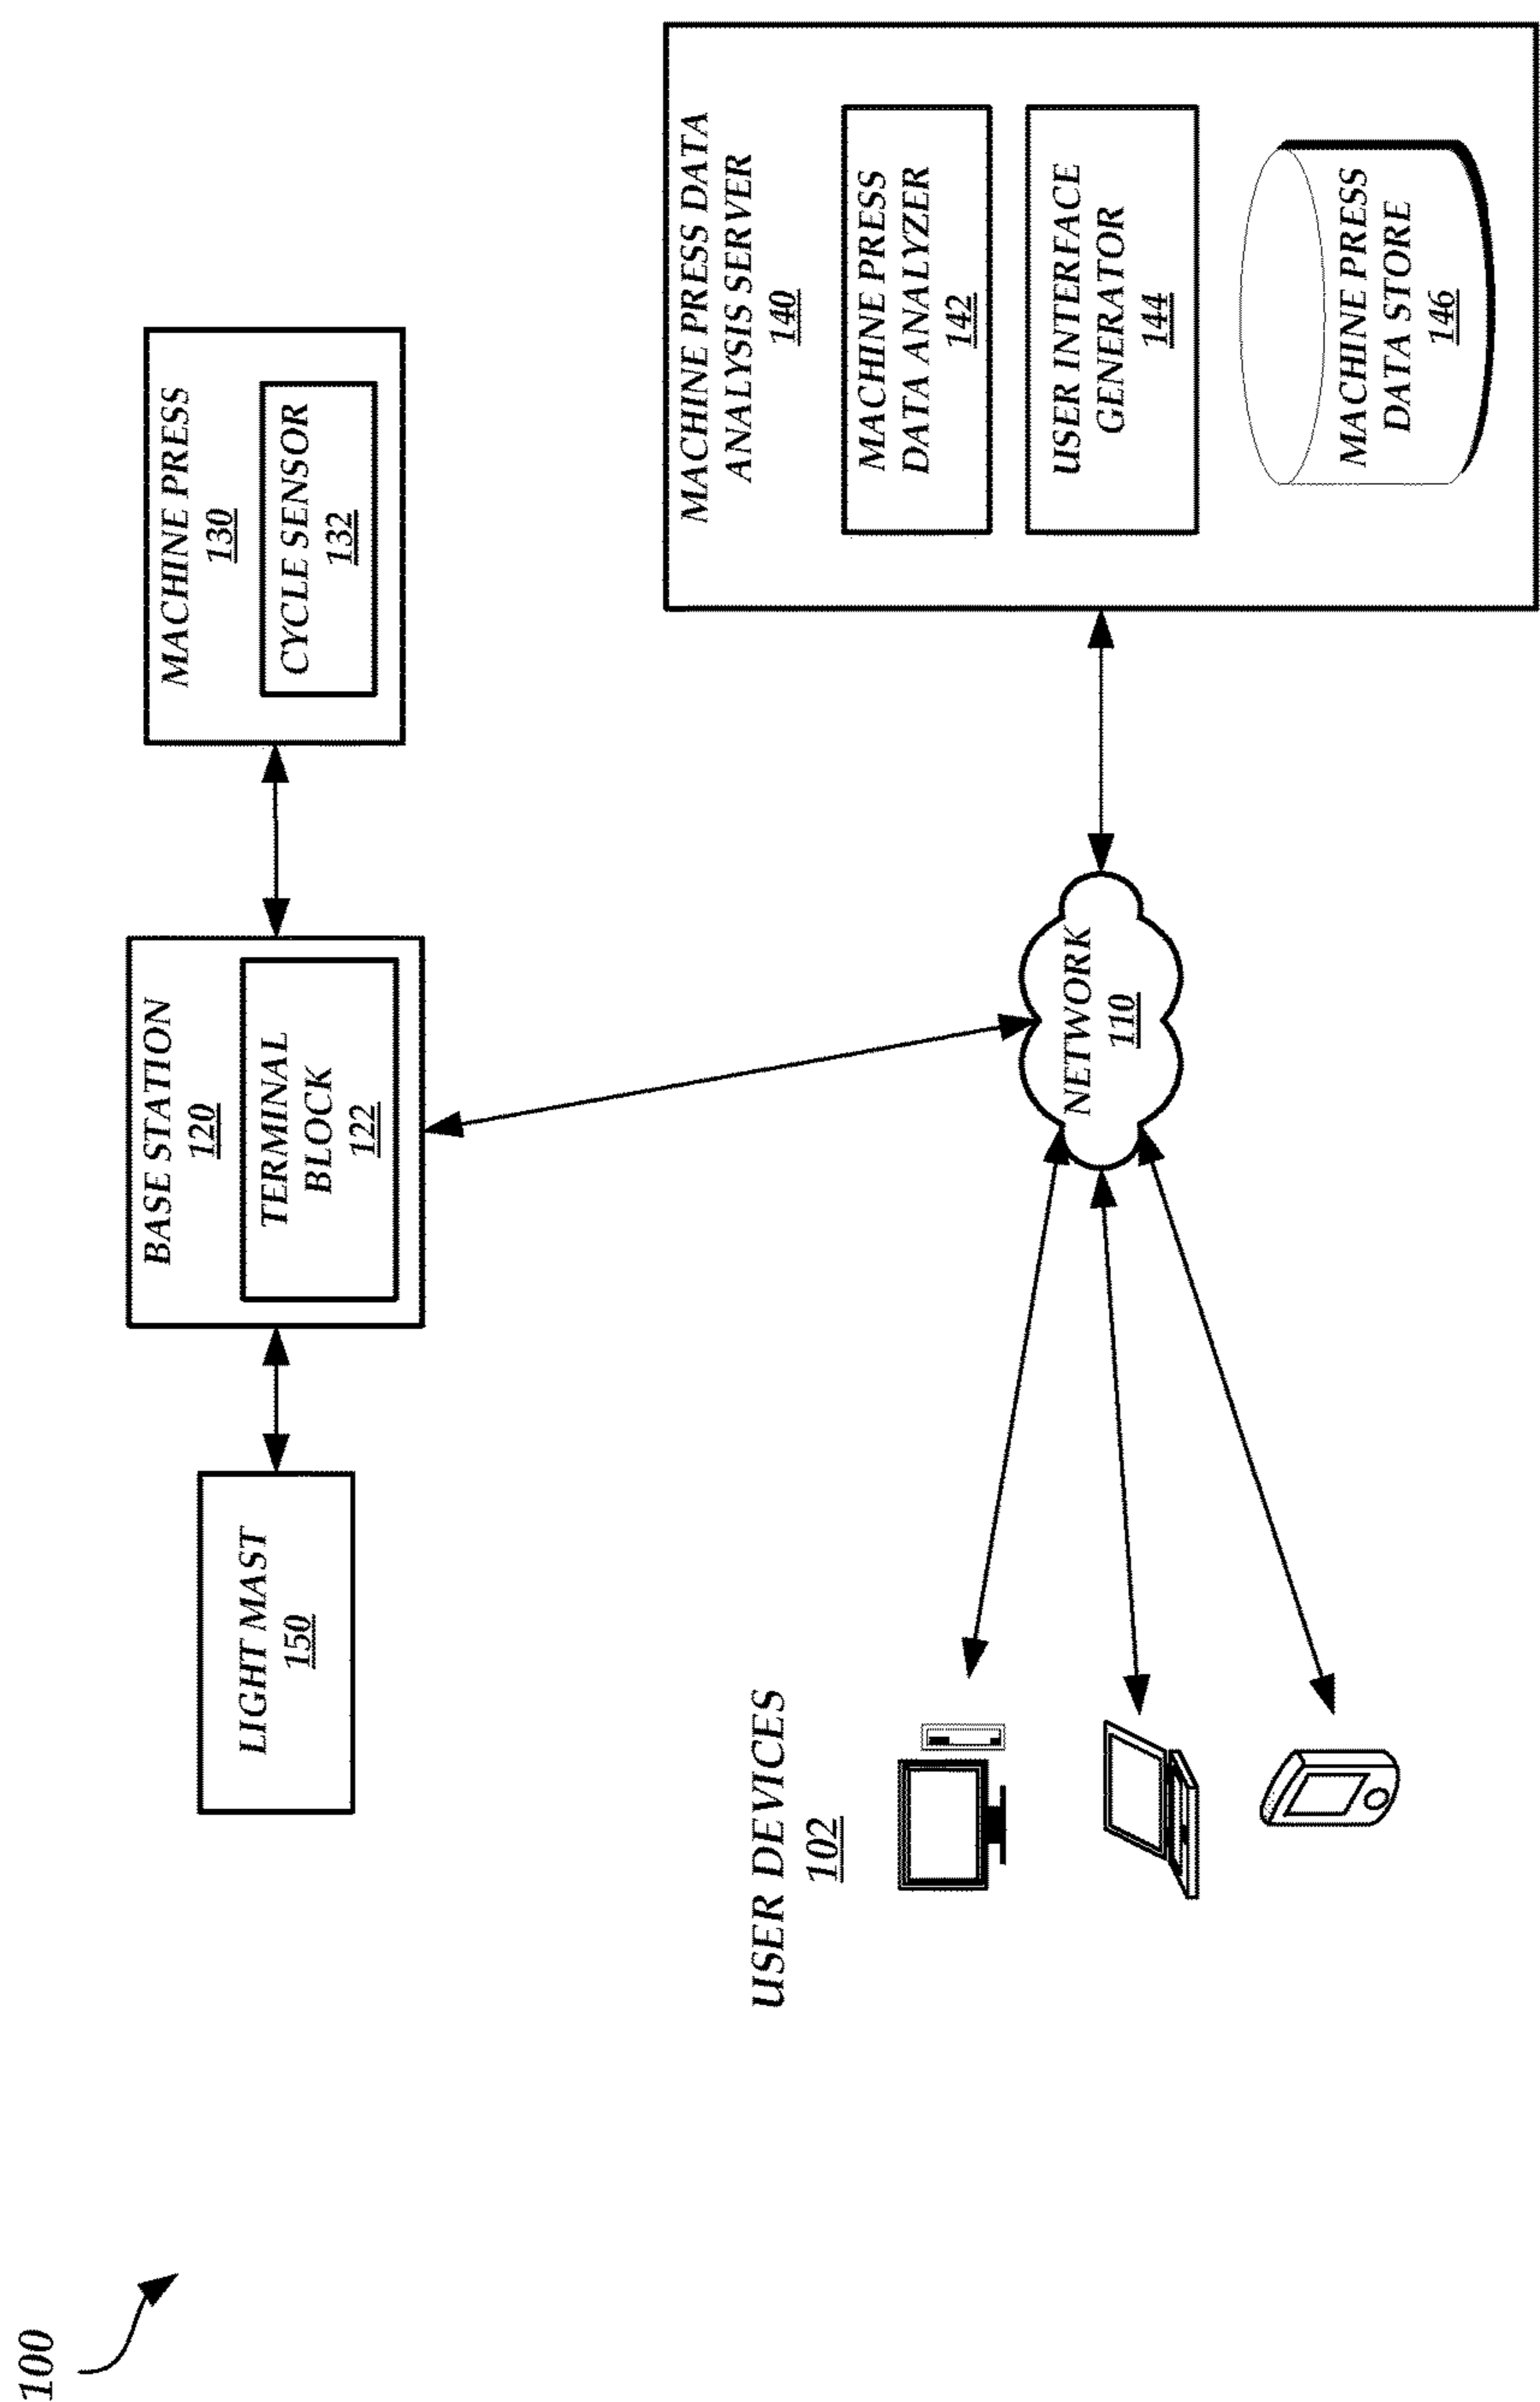 100
LIGHT MAST
150
BASE STATION
120
TERMINAL
BLOCK
122
MACHINE PRESS
130
CYCLE SENSOR
132
USER DEVICES
102
NETWORK
110
MACHINE PRESS DATA
ANALYSIS SERVER
140
MACHINE PRESS
DATA ANALYZER
142
USER INTERFACE
GENERATOR
144
MACHINE PRESS
DATA STORE
146